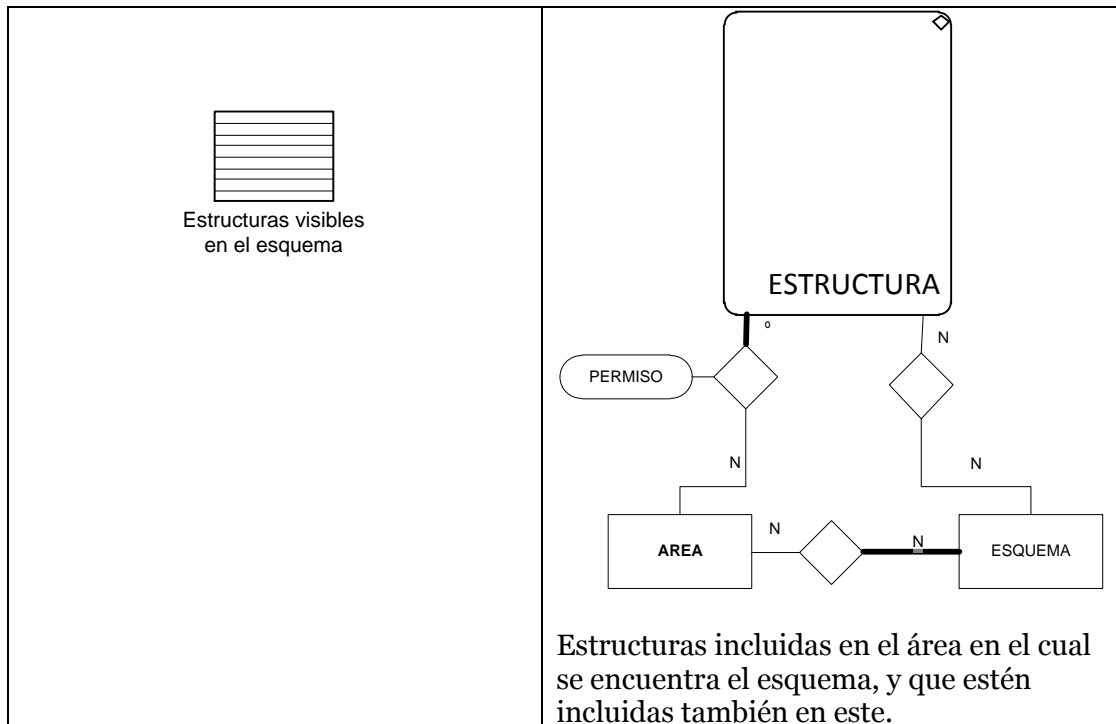 Estructuras visibles
en el esquema
ESTRUCTURA
o
N
PERMISO
N
N
N
N
AREA
ESQUEMA
Estructuras incluidas en el área en el cual
se encuentra el esquema, y que estén
incluidas también en este.